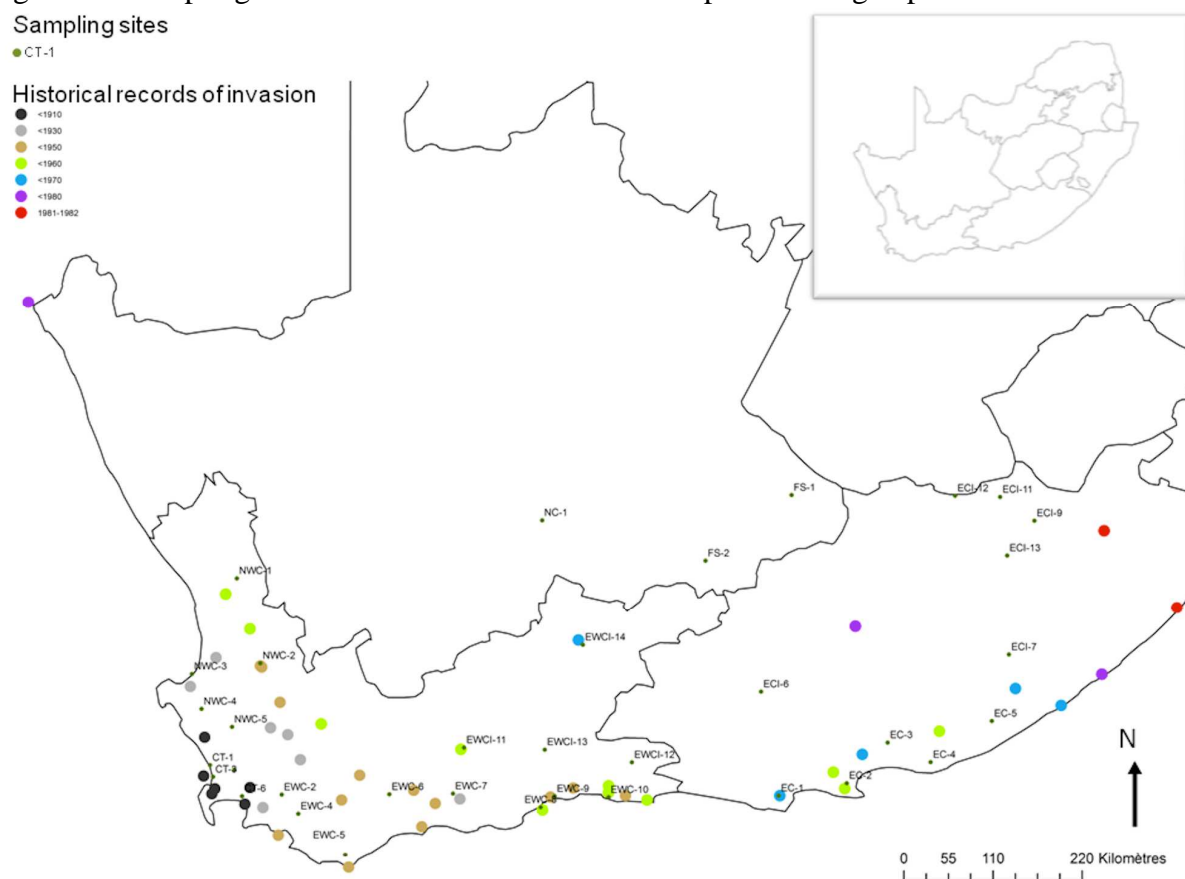 Sampling sites
CT-1
Historical records of invasion
<1910
<1930
<1950
<1960
<1970
<1980
1981-1982
FS-1
ECI-12
ECI-11
NC-1
ECI-9
FS-2
ECI-13
NWC-1
EWCI-14
ECI-7
NWC-2
NWC-3
ECI-6
NWC-4
EC-5
NWC-5
EC-3
EWCI-11
EWCI-13
CT-1
EWCI-12
EC-4
EC-2
EWC-2
EWC-6
EWC-7
EWC-9
EWC-10
EC-1
EWC-4
EWC-5
N
0 55 110 220 Kilomètres